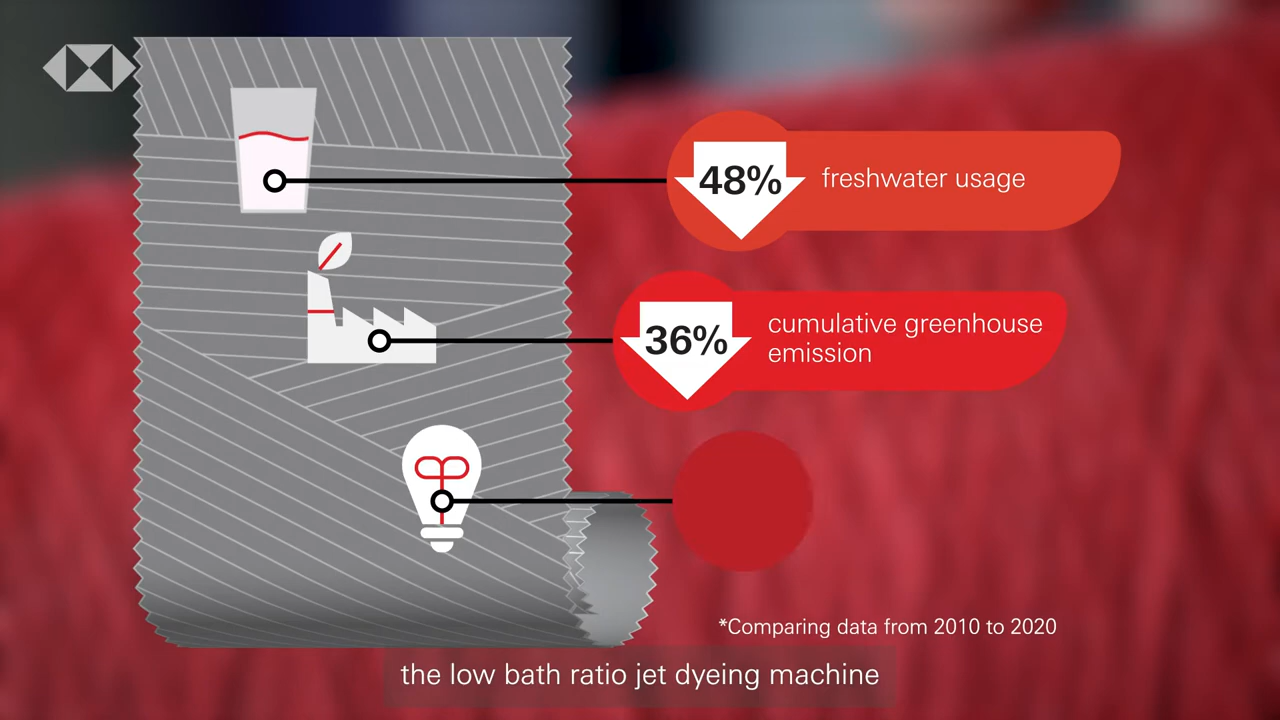 48%
freshwater usage
36%
cumulative greenhouse
emission
*Comparing data from 2010 to 2020
the low bath ratio jet dyeing machine